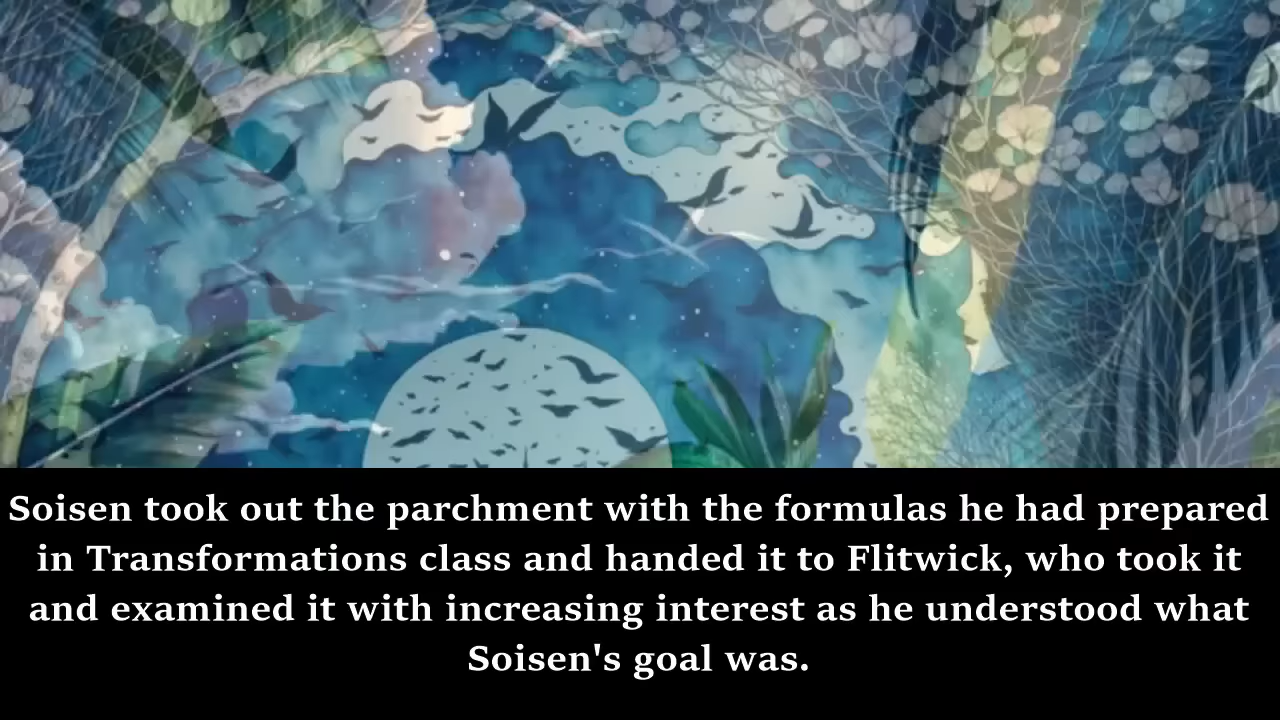 Soisen took out the parchment with the formulas he had prepared
in Transformations class and handed it to Flitwick, who took it
and examined it with increasing interest as he understood what
Soisen's goal was.